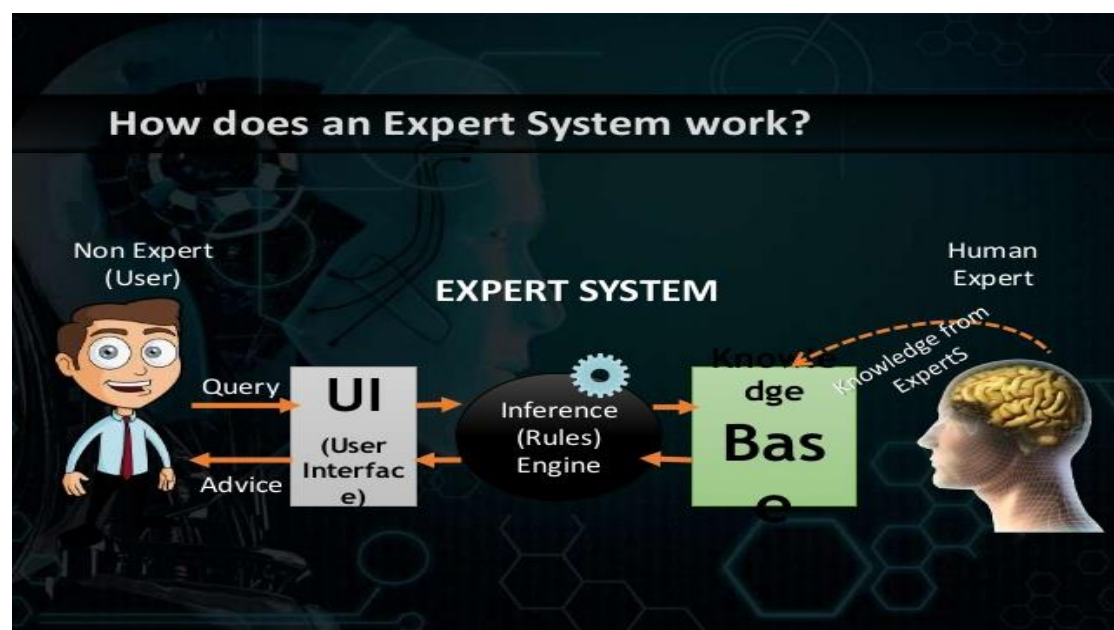 How does an Expert System work?
Non Expert
(User)
Human
Expert
EXPERT SYSTEM
Knowledge from
ExpertS
Query
Advice
UI
(User
Interfac
e)
Inference
(Rules)
Engine
Knowle
dge
Bas
e